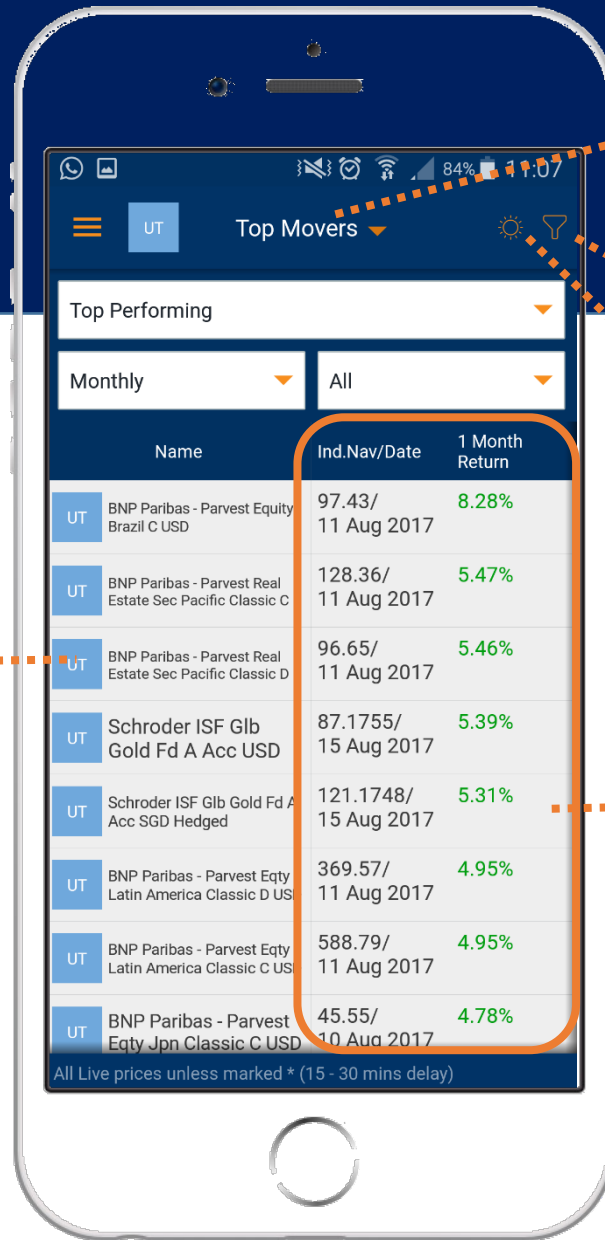 84% 11:07
UT Top Movers
Top Performing
Monthly All
Name Ind.Nav/Date 1 Month
Return
UT BNP Paribas - Parvest Equity
Brazil C USD
97.43/
11 Aug 2017
8.28%
UT BNP Paribas - Parvest Real
Estate Sec Pacific Classic C
128.36/
11 Aug 2017
5.47%
UT BNP Paribas - Parvest Real
Estate Sec Pacific Classic D
96.65/
11 Aug 2017
5.46%
UT Schroder ISF Glb
Gold Fd A Acc USD
87.1755/
15 Aug 2017
5.39%
UT Schroder ISF Glb Gold Fd A
Acc SGD Hedged
121.1748/
15 Aug 2017
5.31%
UT BNP Paribas - Parvest Eqty
Latin America Classic D US
369.57/
11 Aug 2017
4.95%
UT BNP Paribas - Parvest Eqty
Latin America Classic C US
588.79/
11 Aug 2017
4.95%
UT BNP Paribas - Parvest
Eqty Jpn Classic C USD
45.55/
10 Aug 2017
4.78%
All Live prices unless marked * (15 - 30 mins delay)